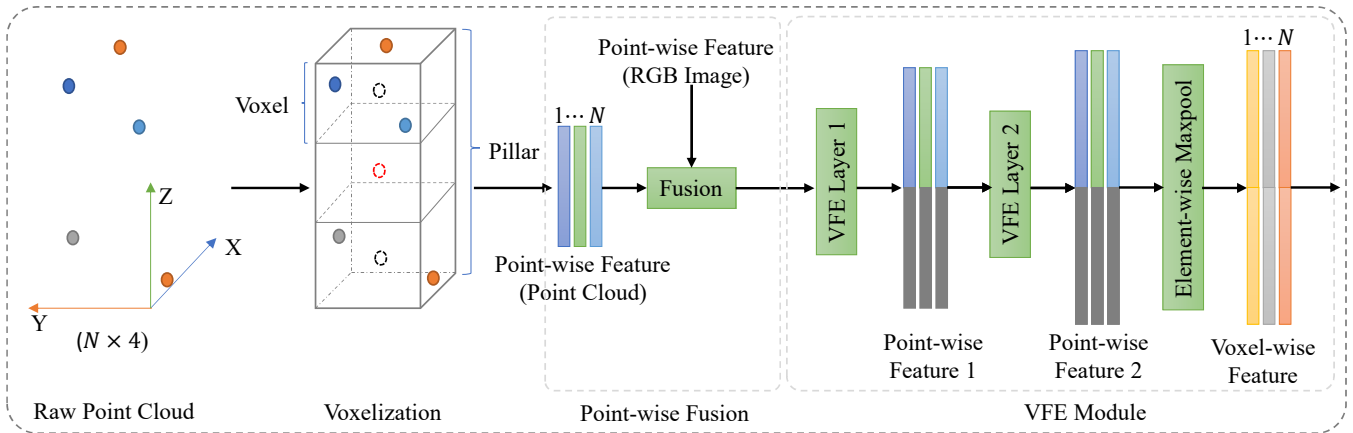 Z
X
Y
(N × 4)
Raw Point Cloud
Voxel
Pillar
Voxelization
1··· N
Point-wise Feature
(Point Cloud)
Point-wise Feature
(RGB Image)
Fusion
Point-wise Fusion
VFE Layer 1
Point-wise
Feature 1
VFE Layer 2
Point-wise
Feature 2
Element-wise Maxpool
1··· N
Voxel-wise
Feature
VFE Module